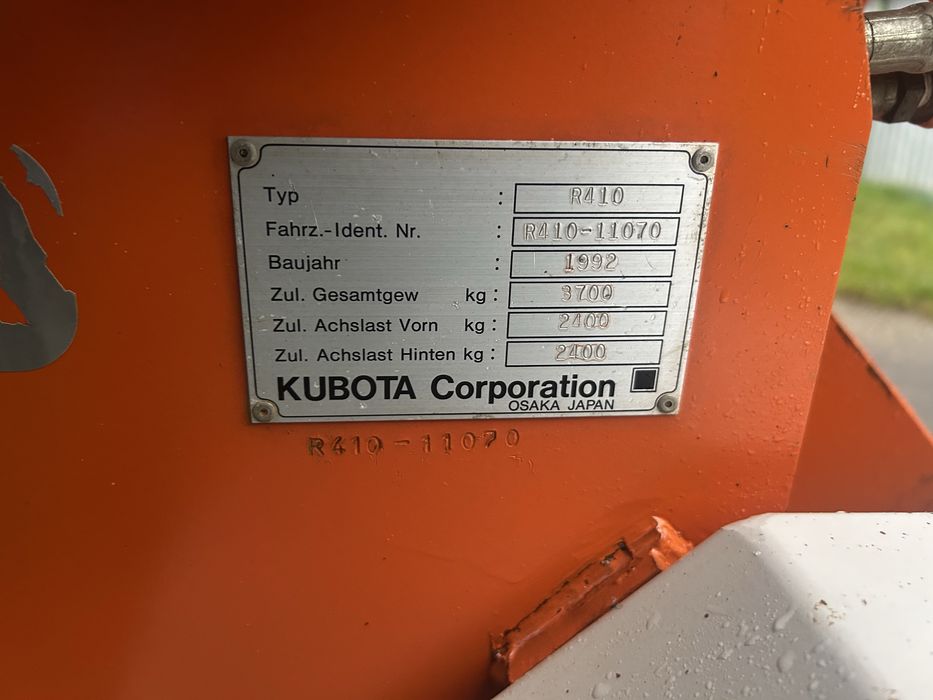 Typ : R410
Fahrz.-Ident. Nr. : R410-11070
Baujahr : 1992
Zul. Gesamtgew kg : 3700
Zul. Achslast Vorn kg : 2400
Zul. Achslast Hinten kg : 2400
KUBOTA Corporation
OSAKA JAPAN
R410-11070